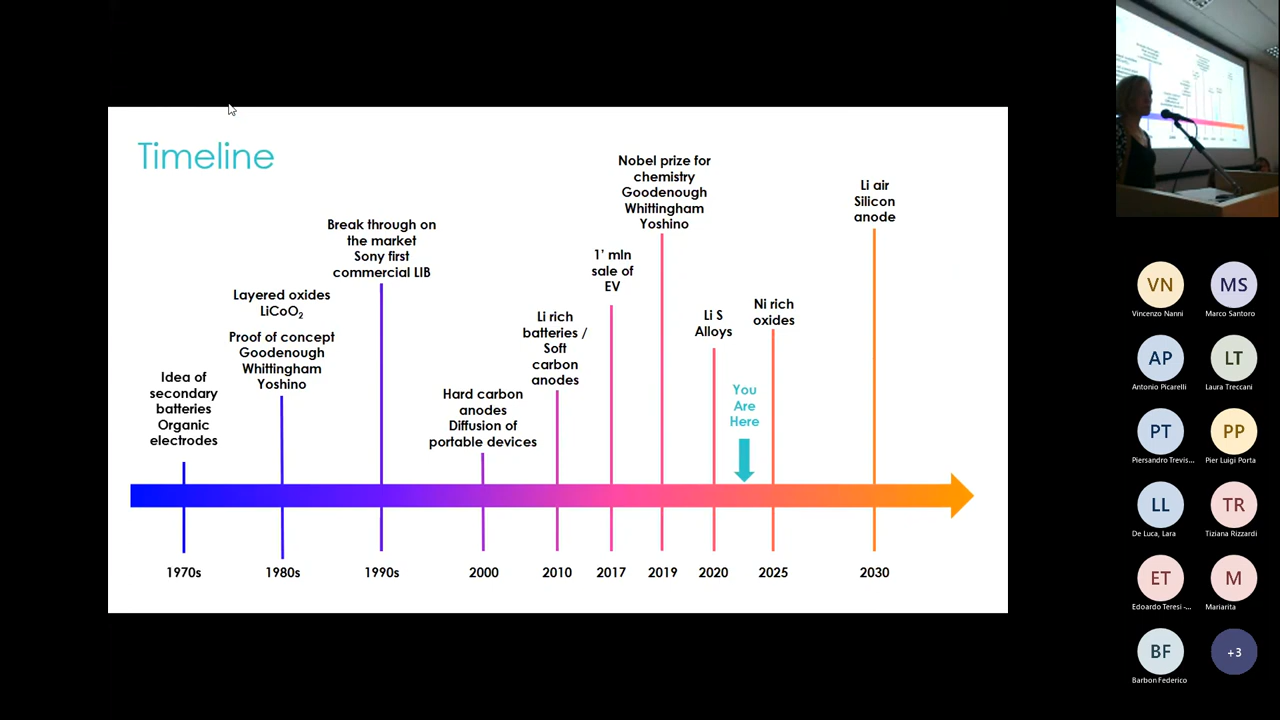 Timeline
Idea of
secondary
batteries
Organic
electrodes
Layered oxides
LiCoO₂
Proof of concept
Goodenough
Whittingham
Yoshino
Break through on
the market
Sony first
commercial LIB
Hard carbon
anodes
Diffusion of
portable devices
Li rich
batteries /
Soft
carbon
anodes
1' mln
sale of
EV
Nobel prize for
chemistry
Goodenough
Whittingham
Yoshino
Li S
Alloys
You
Are
Here
Ni rich
oxides
Li air
Silicon
anode
1970s
1980s
1990s
2000
2010
2017
2019
2020
2025
2030
VN
Vincenzo Nanni
MS
Marco Santoro
AP
Antonio Picarelli
LT
Laura Treccani
PT
Piersandro Trevis...
PP
Pier Luigi Porta
LL
De Luca, Lara
TR
Tiziana Rizzardi
ET
Edoardo Teresi -...
M
Mariarita
BF
Barbon Federico
+3